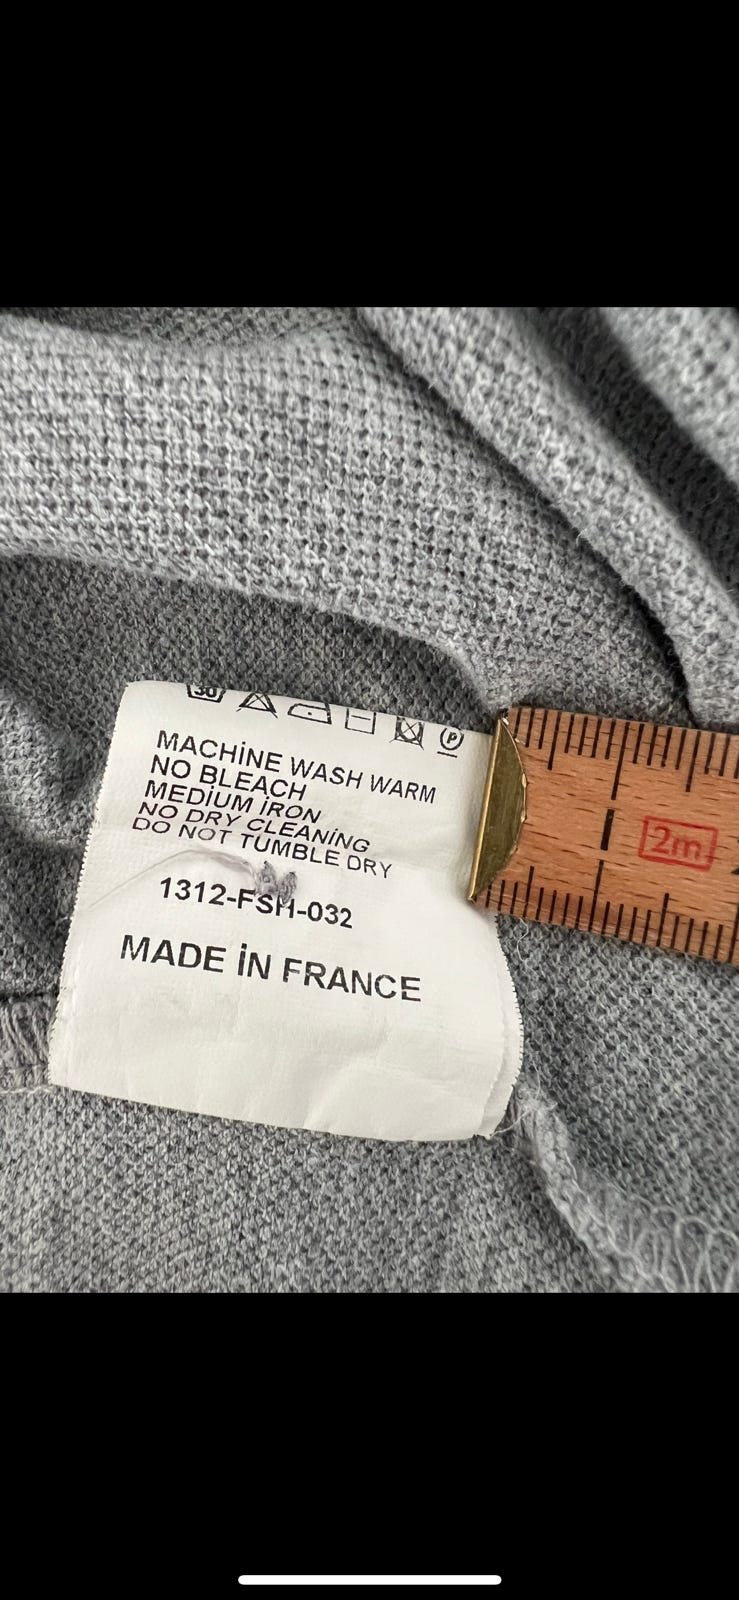 30
P
MACHİNE WASH WARM
NO BLEACH
MEDİUM İRON
NO DRY CLEANİNG
DO NOT TUMBLE DRY
1312-FSH-032
MADE İN FRANCE
2m